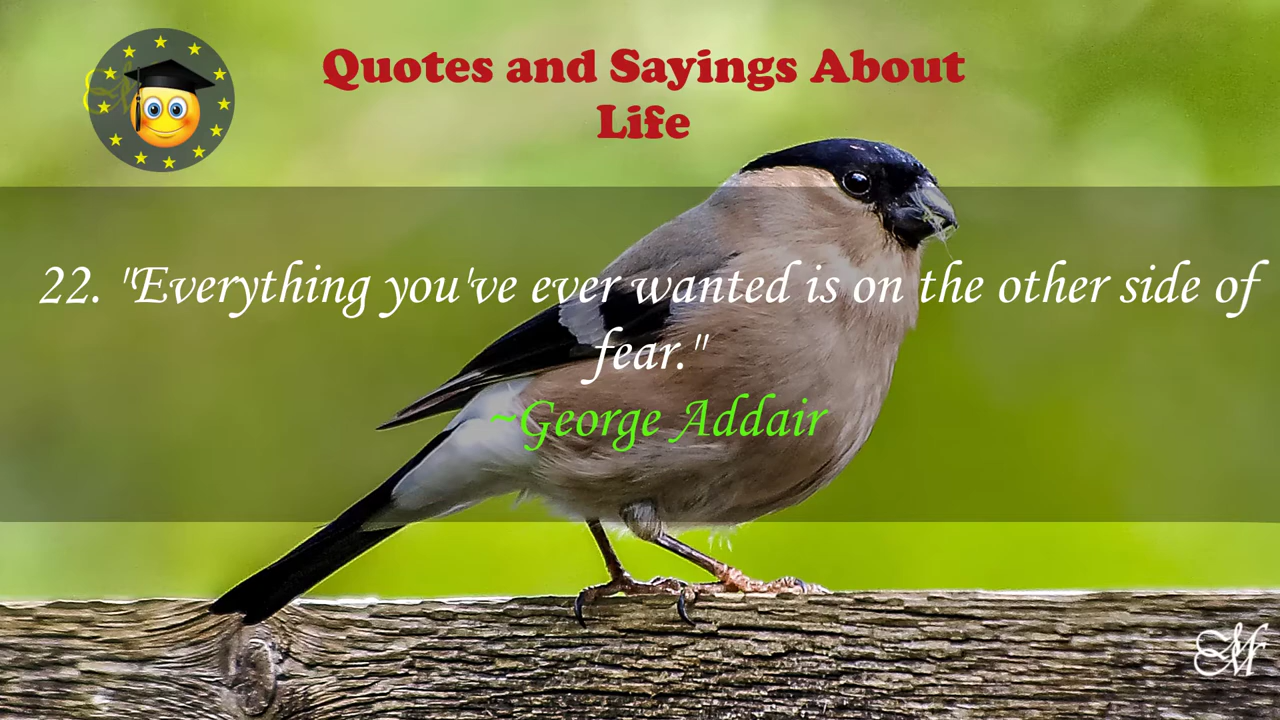 Quotes and Sayings About
Life
22. "Everything you've ever wanted is on the other side of
fear."
~George Addair